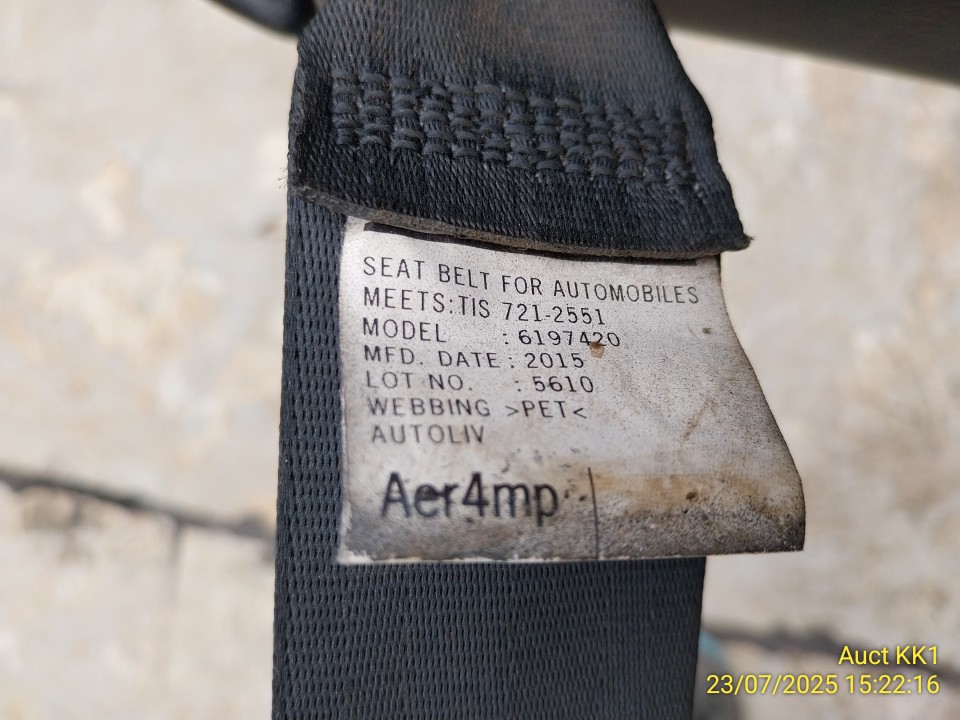 SEAT BELT FOR AUTOMOBILES
MEETS:TIS 721-2551
MODEL : 6197420
MFD. DATE : 2015
LOT NO. : 5610
WEBBING >PET<
AUTOLIV
Aer4mp
Auct KK1
23/07/2025 15:22:16